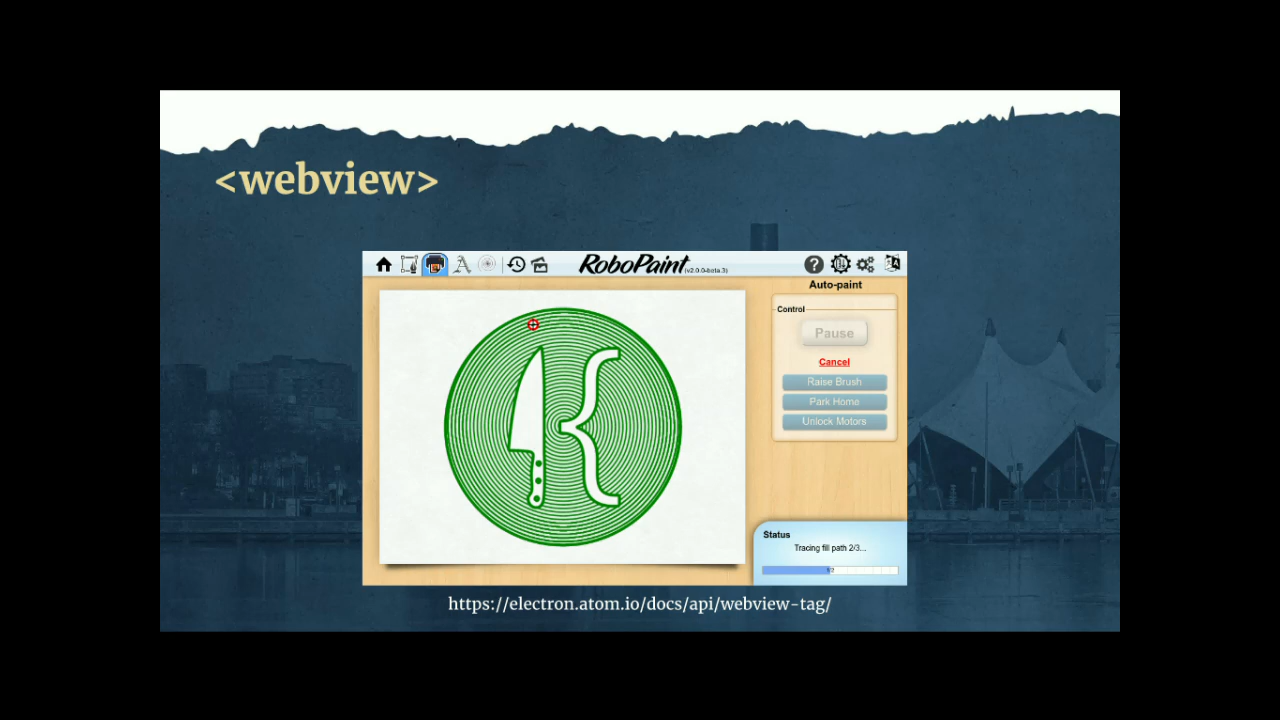 <webview>
RoboPaint(v2.0.0-beta.3)
Auto-paint
Control
Pause
Cancel
Raise Brush
Park Home
Unlock Motors
Status
Tracing fill path 2/3...
https://electron.atom.io/docs/api/webview-tag/